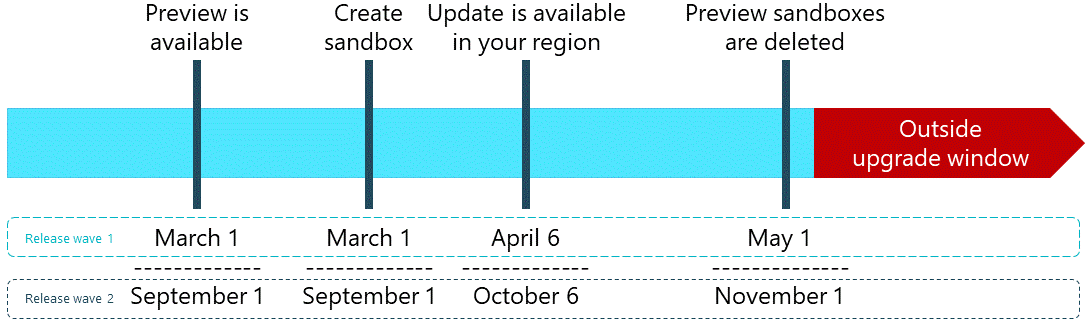 Preview is
available
Create
sandbox
Update is available
in your region
Preview sandboxes
are deleted
Outside
upgrade window
Release wave 1
March 1
March 1
April 6
May 1
Release wave 2
September 1
September 1
October 6
November 1